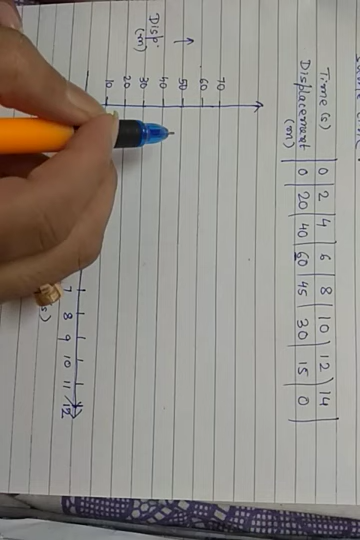 Time (s) 0 2 4 6 8 10 12 14
Displacement (m) 0 20 40 60 45 30 15 0
70
60
50
40
30
20
10
Disp.
(m)
7 8 9 10 11 12
(s)